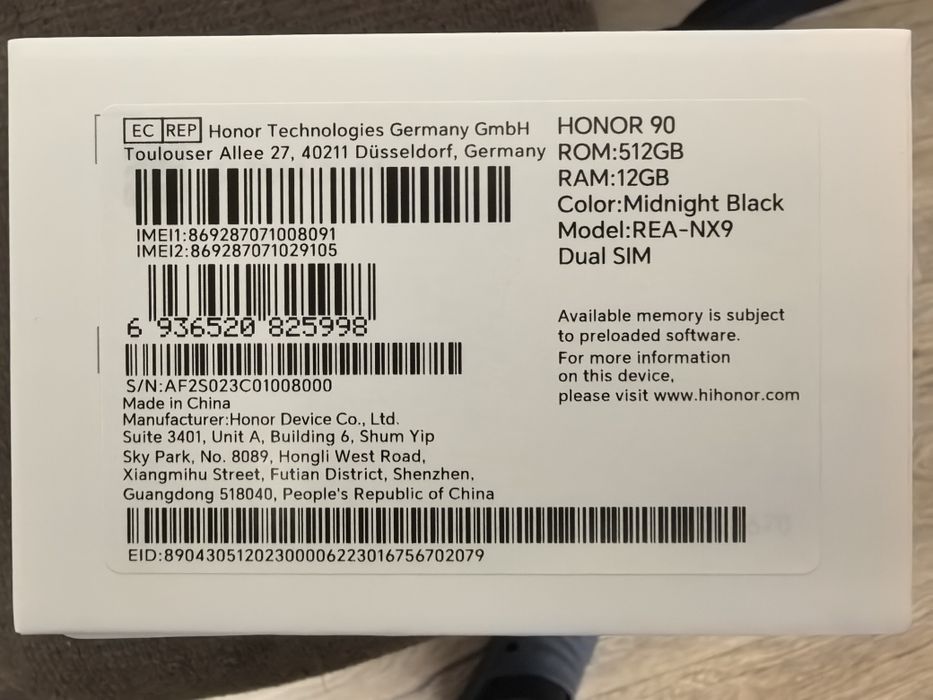 EC REP Honor Technologies Germany GmbH
Toulouser Allee 27, 40211 Düsseldorf, Germany
IMEI1:869287071008091
IMEI2:869287071029105
6 936520 825998
S/N:AF2S023C01008000
Made in China
Manufacturer:Honor Device Co., Ltd.
Suite 3401, Unit A, Building 6, Shum Yip
Sky Park, No. 8089, Hongli West Road,
Xiangmihu Street, Futian District, Shenzhen,
Guangdong 518040, People's Republic of China
EID:89043051202300006223016756702079
HONOR 90
ROM:512GB
RAM:12GB
Color:Midnight Black
Model:REA-NX9
Dual SIM
Available memory is subject
to preloaded software.
For more information
on this device,
please visit www.hihonor.com